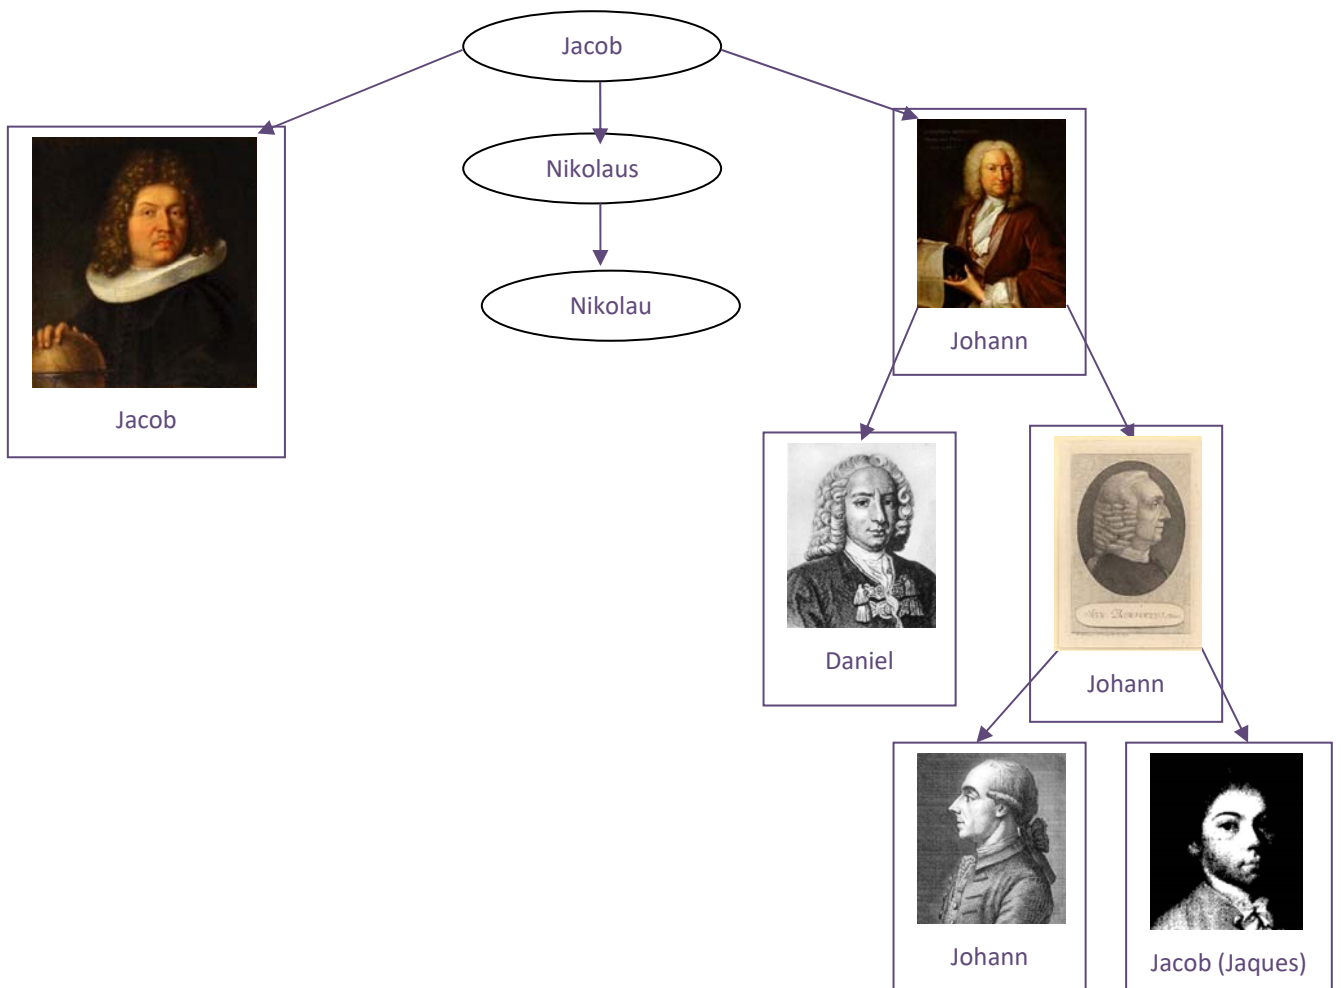 Jacob
Nikolaus
Nikolau
Johann
Jacob
Daniel
Johann
Johann
Jacob (Jaques)